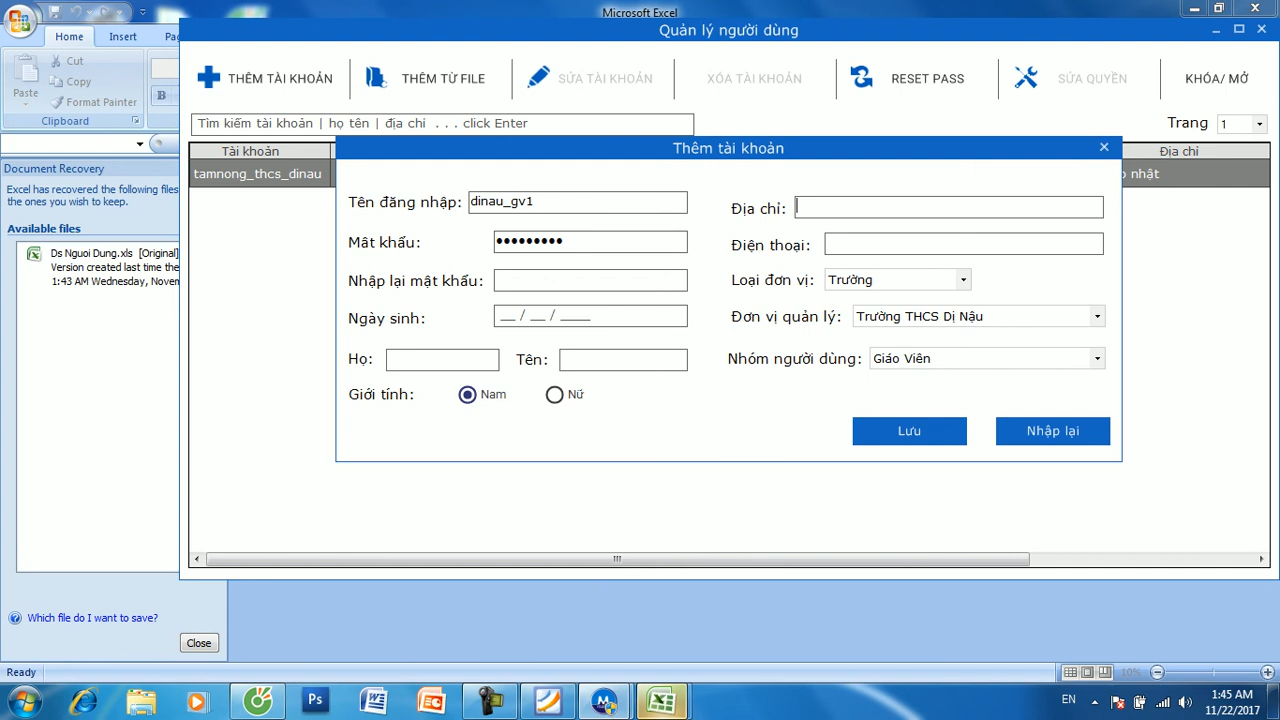 Microsoft Excel
Home
Insert
Cut
Copy
Format Painter
Paste
B
Clipboard
Document Recovery
Excel has recovered the following files
the ones you wish to keep.
Available files
Ds Nguoi Dung.xls [Original]
Version created last time the
1:43 AM Wednesday,
Which file do I want to save?
Close
Quản lý người dùng
THÊM TÀI KHOẢN
THÊM TỪ FILE
SỬA TÀI KHOẢN
XÓA TÀI KHOẢN
RESET PASS
SỬA QUYỀN
KHÓA/ MỞ
Tìm kiếm tài khoản | họ tên | địa chỉ . . . click Enter
Trang 1
Tài khoản
Địa chỉ
tamnong_thcs_dinau
nhật
Thêm tài khoản
Tên đăng nhập: dinau_gv1
Mât khẩu: •••••••••
Nhập lại mật khẩu:
Ngày sinh: __ / __ / ____
Họ:
Tên:
Giới tính: Nam Nữ
Địa chỉ:
Điện thoại:
Loại đơn vị: Trường
Đơn vị quản lý: Trường THCS Dị Nậu
Nhóm người dùng: Giáo Viên
Lưu
Nhập lại
Ready
10%
Ps
EN
1:45 AM
11/22/2017